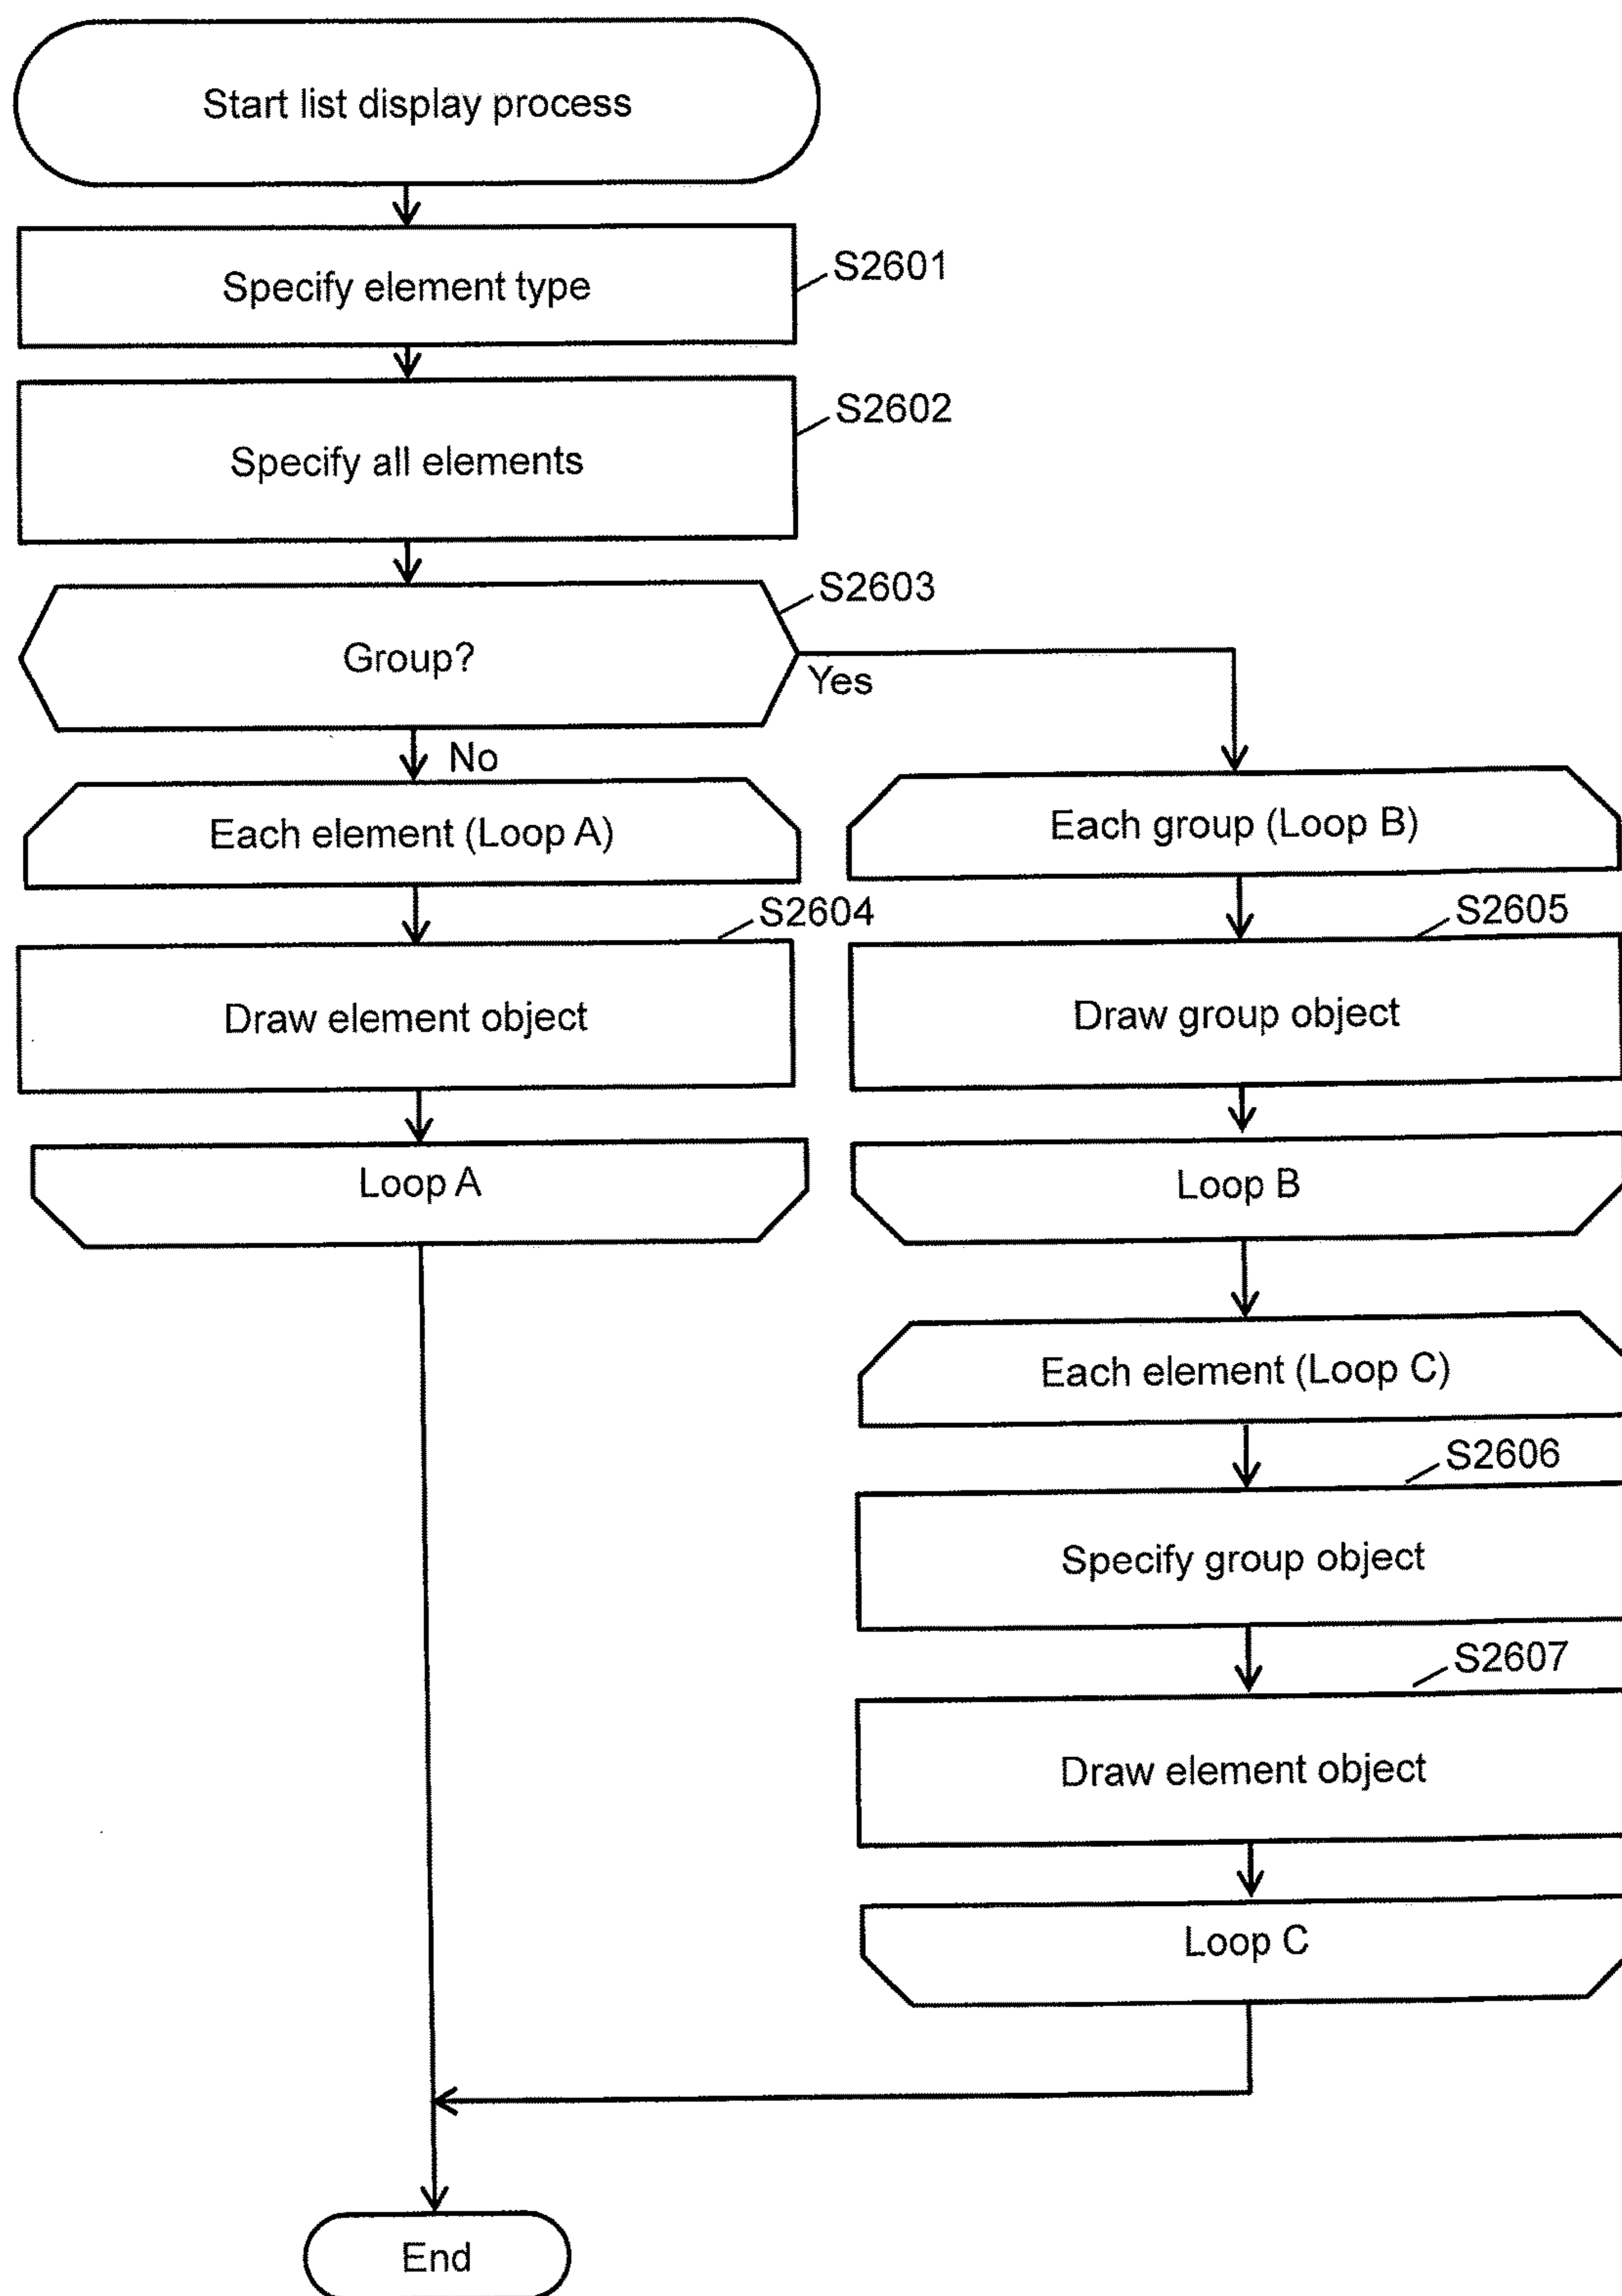 Start list display process
Specify element type
S2601
Specify all elements
S2602
Group?
S2603
Yes
No
Each element (Loop A)
Draw element object
S2604
Loop A
Each group (Loop B)
S2605
Draw group object
Loop B
Each element (Loop C)
S2606
Specify group object
S2607
Draw element object
Loop C
End